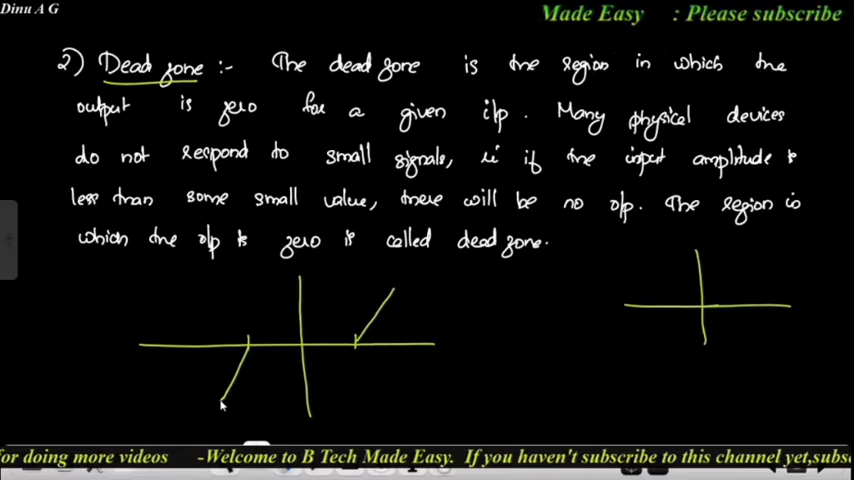 Dinu A G
Made Easy : Please subscribe
2) Dead zone :- The dead zone is the region in which the
output is zero for a given i/p. Many physical devices
do not respond to small signals, ie if the input amplitude is
less than some small value, there will be no o/p. The region is
which the o/p is zero is called dead zone.
for doing more videos -Welcome to B Tech Made Easy. If you haven't subscribe to this channel yet,subs